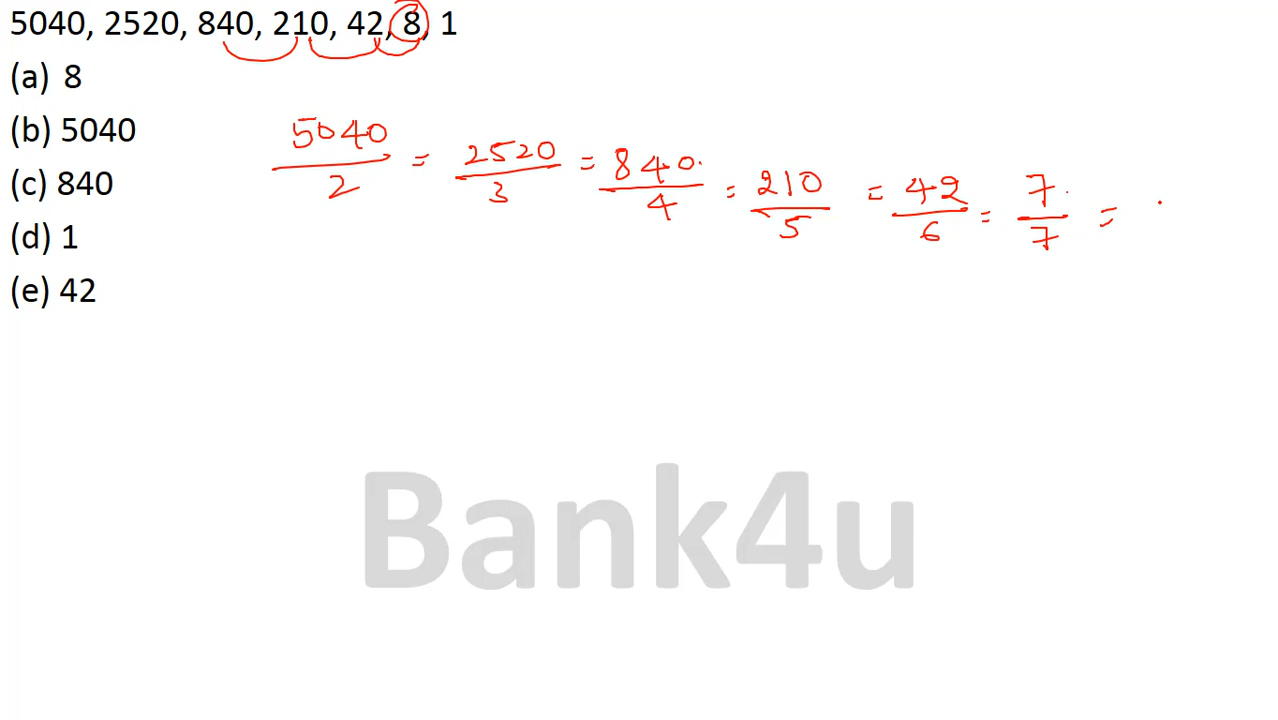 5040, 2520, 840, 210, 42, 8, 1
(a) 8
(b) 5040
(c) 840
(d) 1
(e) 42
5040/2 = 2520/3 = 840/4 = 210/5 = 42/6 = 7/7 =
Bank4u